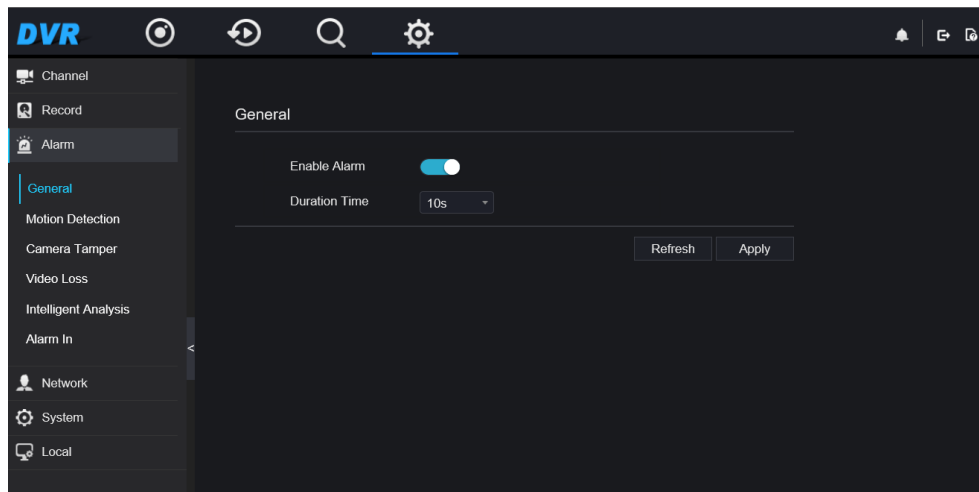 DVR
Channel
Record
General
Alarm
Enable Alarm
General
Duration Time
10s
Motion Detection
Camera Tamper
Refresh
Apply
Video Loss
Intelligent Analysis
Alarm In
<
Network
System
Local